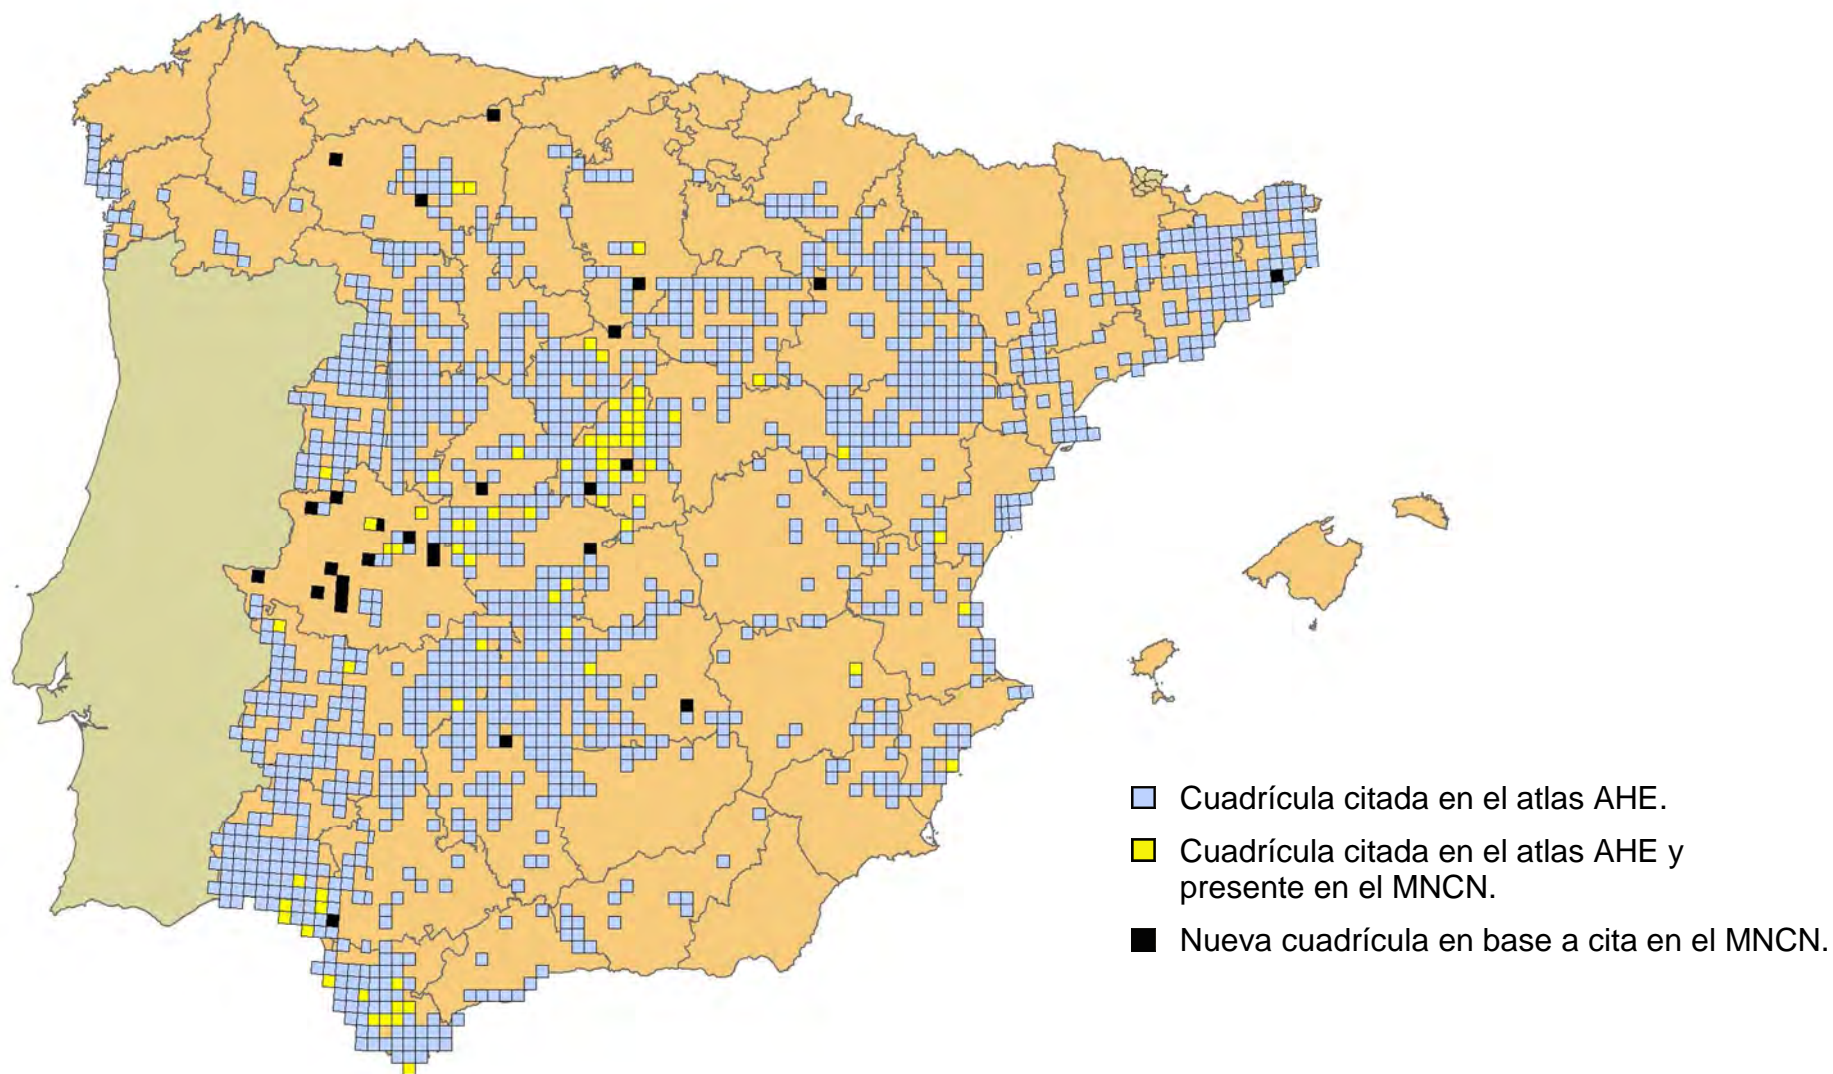 Cuadrícula citada en el atlas AHE.
Cuadrícula citada en el atlas AHE y
presente en el MNCN.
Nueva cuadrícula en base a cita en el MNCN.